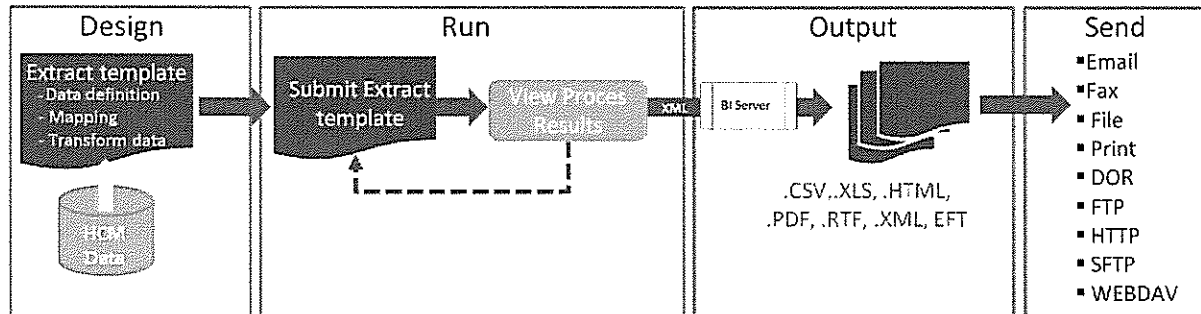 Design
Extract template
- Data definition
- Mapping
- Transform data
HCM
Data
Run
Submit Extract
template
View Proces
Results
XML
Output
BI Server
.CSV,.XLS, .HTML,
.PDF, .RTF, .XML, EFT
Send
▪Email
▪Fax
▪ File
▪ Print
▪ DOR
▪ FTP
▪ HTTP
▪ SFTP
▪ WEBDAV